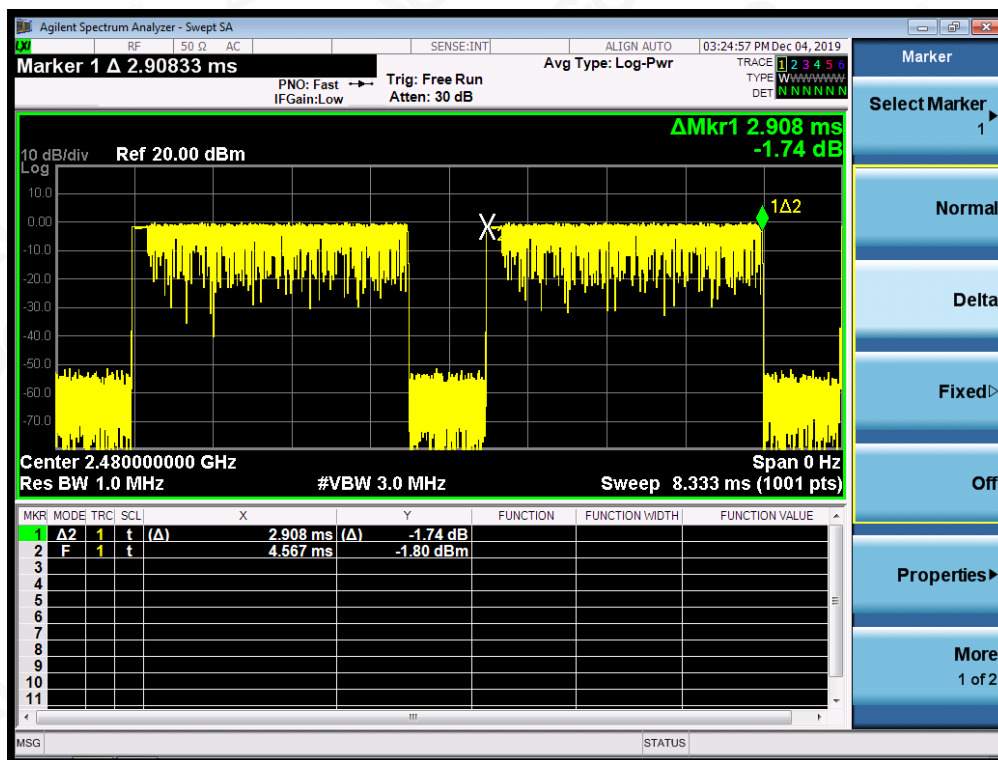 Agilent Spectrum Analyzer - Swept SA
LXI RF 50 Ω AC SENSE:INT ALIGN AUTO 03:24:57 PM Dec 04, 2019
Marker 1 Δ 2.90833 ms
PNO: Fast
IFGain:Low
Trig: Free Run
Atten: 30 dB
Avg Type: Log-Pwr
TRACE 1 2 3 4 5 6
TYPE WWWWWWW
DET N N N N N N
ΔMkr1 2.908 ms
-1.74 dB
10 dB/div Ref 20.00 dBm
Log
10.0
0.00
-10.0
-20.0
-30.0
-40.0
-50.0
-60.0
-70.0
1Δ2
X2
Center 2.480000000 GHz Span 0 Hz
Res BW 1.0 MHz #VBW 3.0 MHz Sweep 8.333 ms (1001 pts)
MKR MODE TRC SCL X Y FUNCTION FUNCTION WIDTH FUNCTION VALUE
1 Δ2 1 t (Δ) 2.908 ms (Δ) -1.74 dB
2 F 1 t 4.567 ms -1.80 dBm
3
4
5
6
7
8
9
10
11
MSG STATUS
Marker
Select Marker
1
Normal
Delta
Fixed
Off
Properties
More
1 of 2